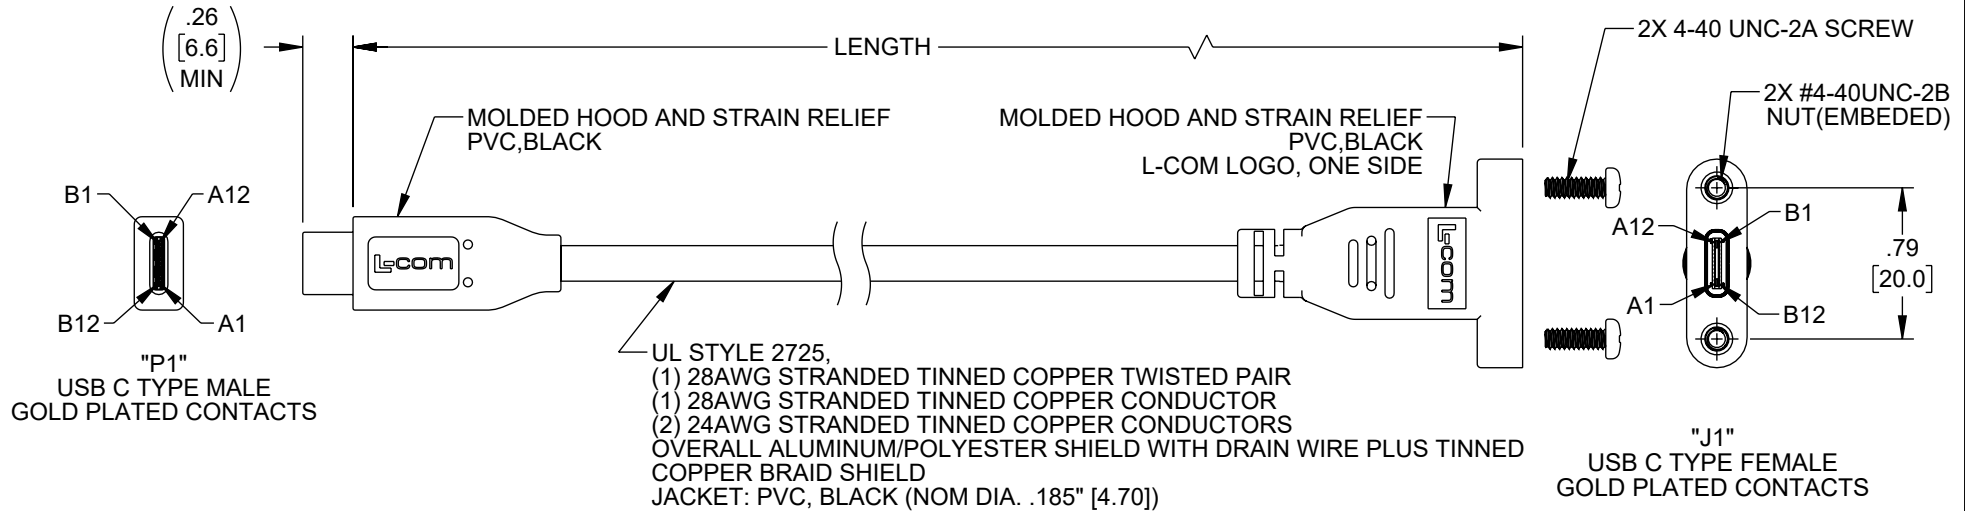 .26
[6.6]
MIN
LENGTH
2X 4-40 UNC-2A SCREW
2X #4-40UNC-2B
NUT(EMBEDED)
MOLDED HOOD AND STRAIN RELIEF
PVC,BLACK
MOLDED HOOD AND STRAIN RELIEF
PVC,BLACK
L-COM LOGO, ONE SIDE
B1
A12
B12
A1
"P1"
USB C TYPE MALE
GOLD PLATED CONTACTS
L-com
L-com
UL STYLE 2725,
(1) 28AWG STRANDED TINNED COPPER TWISTED PAIR
(1) 28AWG STRANDED TINNED COPPER CONDUCTOR
(2) 24AWG STRANDED TINNED COPPER CONDUCTORS
OVERALL ALUMINUM/POLYESTER SHIELD WITH DRAIN WIRE PLUS TINNED
COPPER BRAID SHIELD
JACKET: PVC, BLACK (NOM DIA. .185" [4.70])
A12
B1
A1
B12
.79
[20.0]
"J1"
USB C TYPE FEMALE
GOLD PLATED CONTACTS